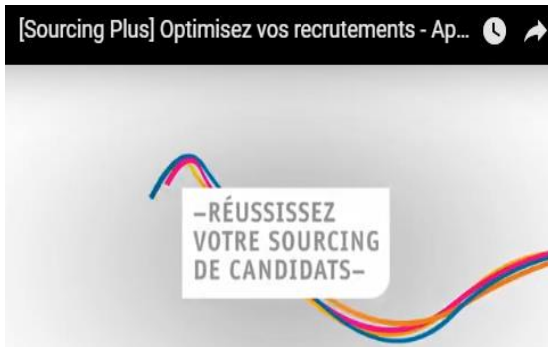 [Sourcing Plus] Optimisez vos recrutements - Ap...
–RÉUSSISSEZ
VOTRE SOURCING
DE CANDIDATS–